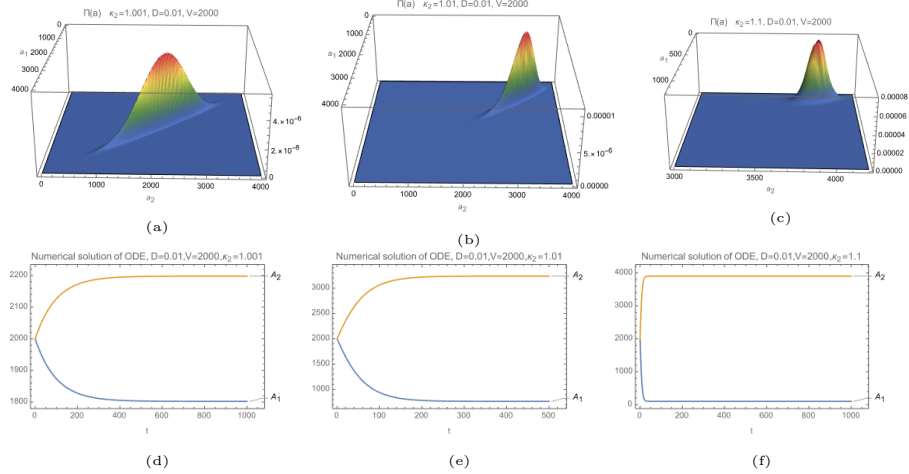 Π(a) κ₂=1.001, D=0.01, V=2000
0
1000
a₁ 2000
3000
4000
4.×10⁻⁶
2.×10⁻⁶
0
0 1000 2000 3000 4000
a₂
(a)
Π(a) κ₂=1.01, D=0.01, V=2000
0
1000
a₁ 2000
3000
4000
0.00001
5.×10⁻⁶
0.00000
0 1000 2000 3000 4000
a₂
(b)
Π(a) κ₂=1.1, D=0.01, V=2000
0
a₁ 500
1000
0.00008
0.00006
0.00004
0.00002
0.00000
3000 3500 4000
a₂
(c)
Numerical solution of ODE, D=0.01,V=2000,κ₂=1.001
2200
2100
2000
1900
1800
A₂
A₁
0 200 400 600 800 1000
t
(d)
Numerical solution of ODE, D=0.01,V=2000,κ₂=1.01
3000
2500
2000
1500
1000
A₂
A₁
0 100 200 300 400 500
t
(e)
Numerical solution of ODE, D=0.01,V=2000,κ₂=1.1
4000
3000
2000
1000
0
A₂
A₁
0 200 400 600 800 1000
t
(f)